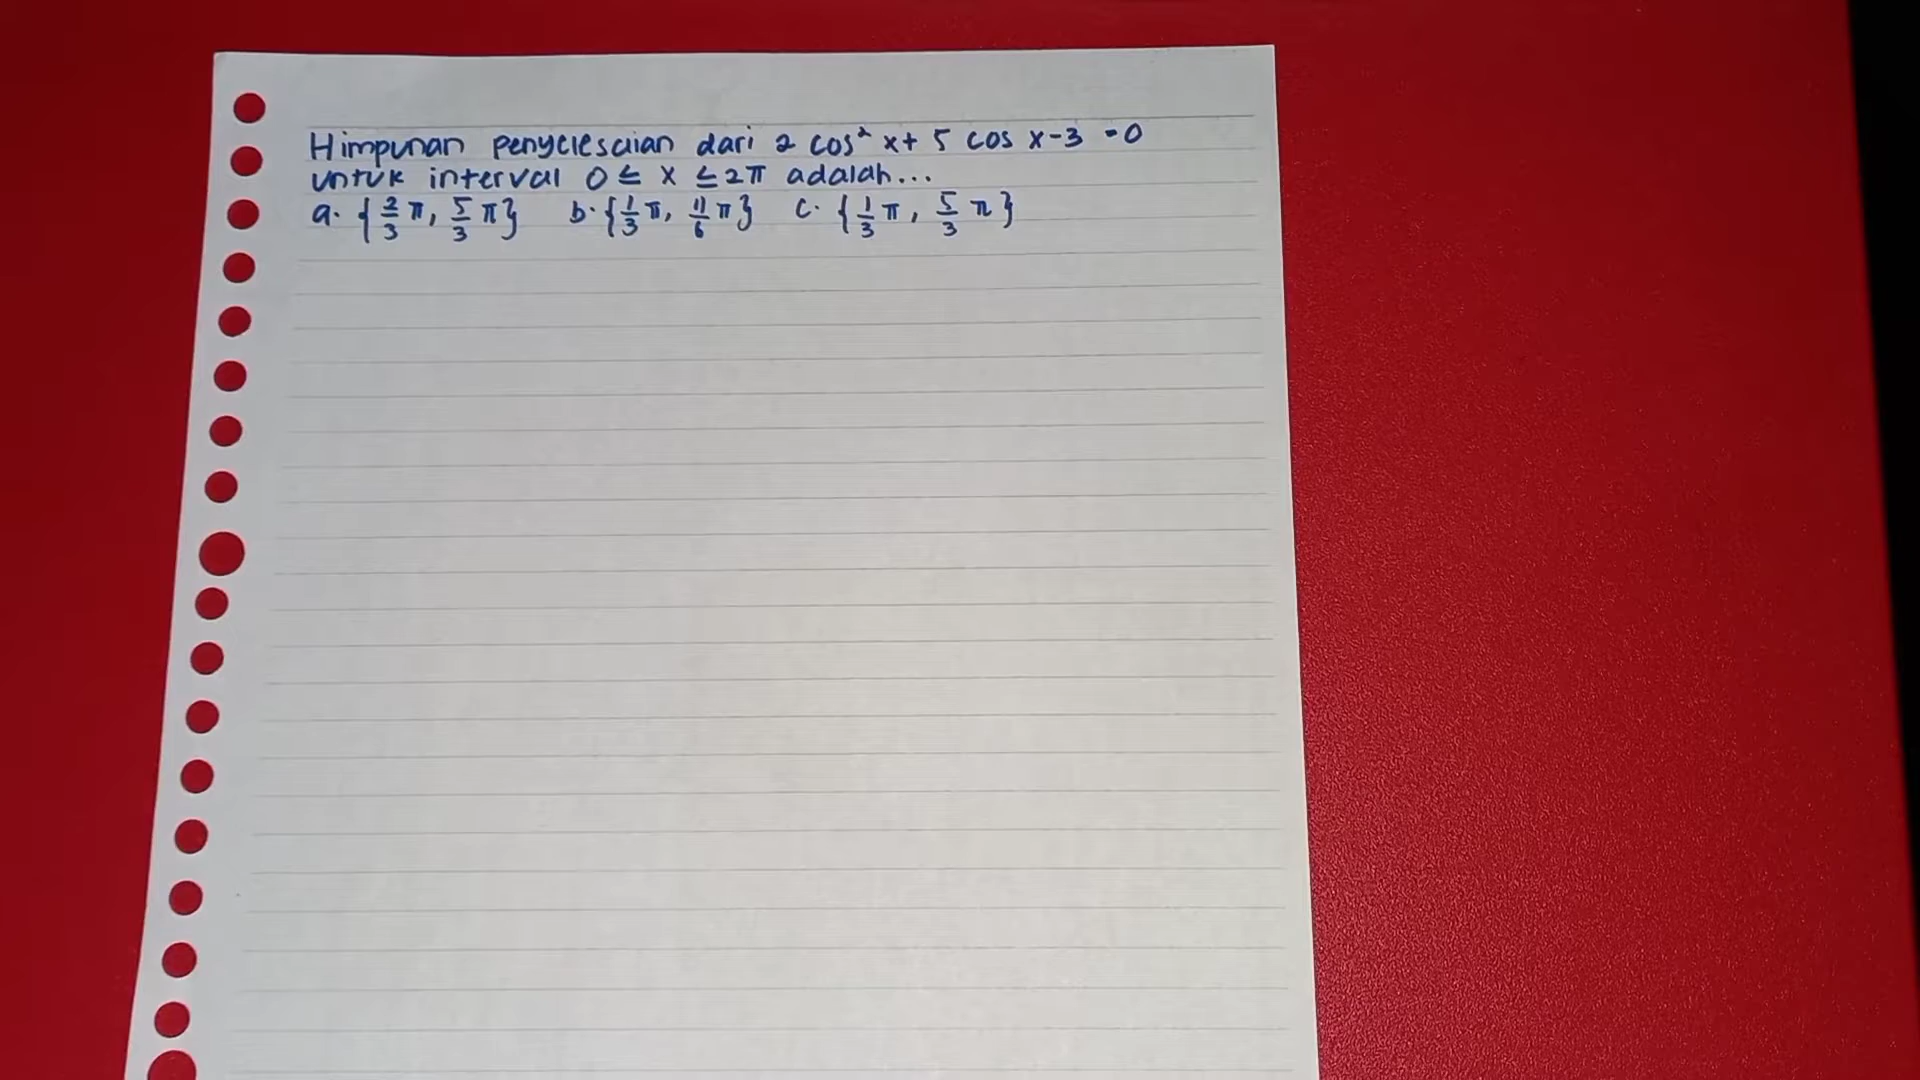 Himpunan penyelesaian dari 2 cos² x + 5 cos x - 3 = 0
untuk interval 0 ≤ x ≤ 2π adalah...
a. {2/3 π, 5/3 π} b. {1/3 π, 11/6 π} c. {1/3 π, 5/3 π}